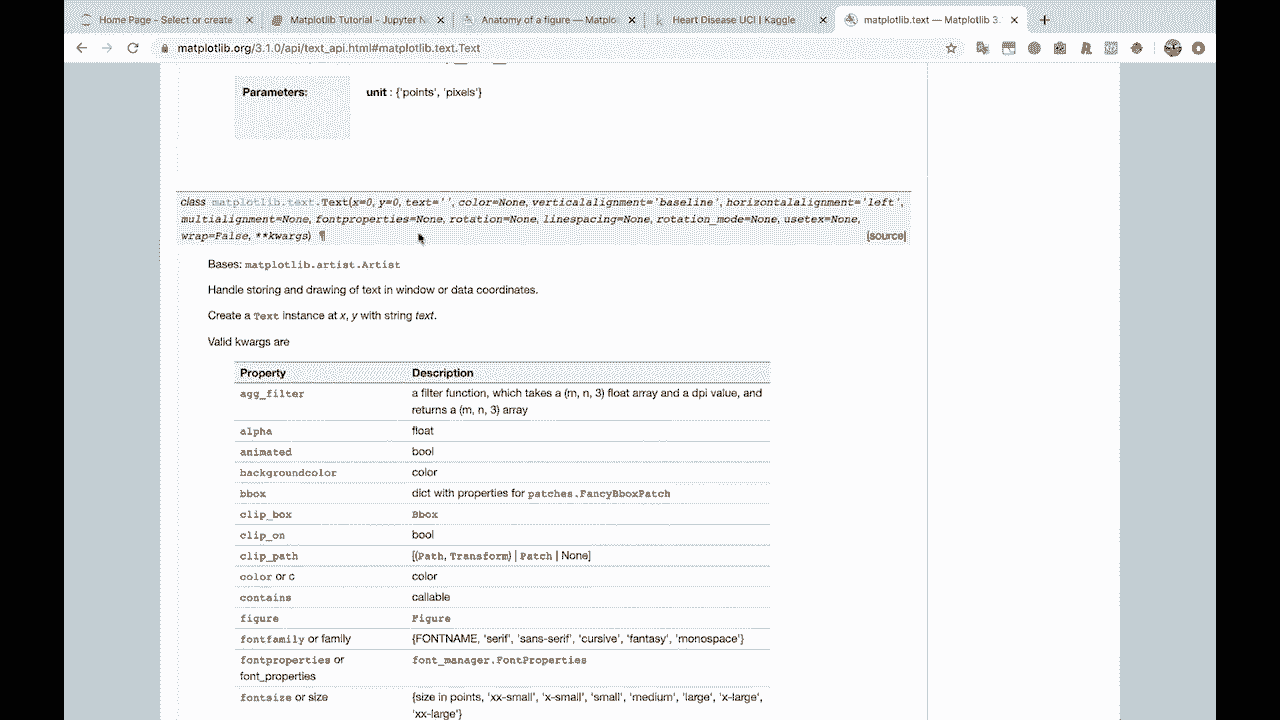 Home Page - Select or create
Matplotlib Tutorial - Jupyter N
Anatomy of a figure — Matplo
Heart Disease UCI | Kaggle
matplotlib.text — Matplotlib 3.
matplotlib.org/3.1.0/api/text_api.html#matplotlib.text.Text
Parameters: unit : {'points', 'pixels'}
class matplotlib.text.Text(x=0, y=0, text='', color=None, verticalalignment='baseline', horizontalalignment='left',
multialignment=None, fontproperties=None, rotation=None, linespacing=None, rotation_mode=None, usetex=None,
wrap=False, **kwargs) ¶ [source]
Bases: matplotlib.artist.Artist
Handle storing and drawing of text in window or data coordinates.
Create a Text instance at x, y with string text.
Valid kwargs are
Property Description
agg_filter a filter function, which takes a (m, n, 3) float array and a dpi value, and
returns a (m, n, 3) array
alpha float
animated bool
backgroundcolor color
bbox dict with properties for patches.FancyBboxPatch
clip_box Bbox
clip_on bool
clip_path [(Path, Transform) | Patch | None]
color or c color
contains callable
figure Figure
fontfamily or family {FONTNAME, 'serif', 'sans-serif', 'cursive', 'fantasy', 'monospace'}
fontproperties or font_manager.FontProperties
font_properties
fontsize or size {size in points, 'xx-small', 'x-small', 'small', 'medium', 'large', 'x-large',
'xx-large'}